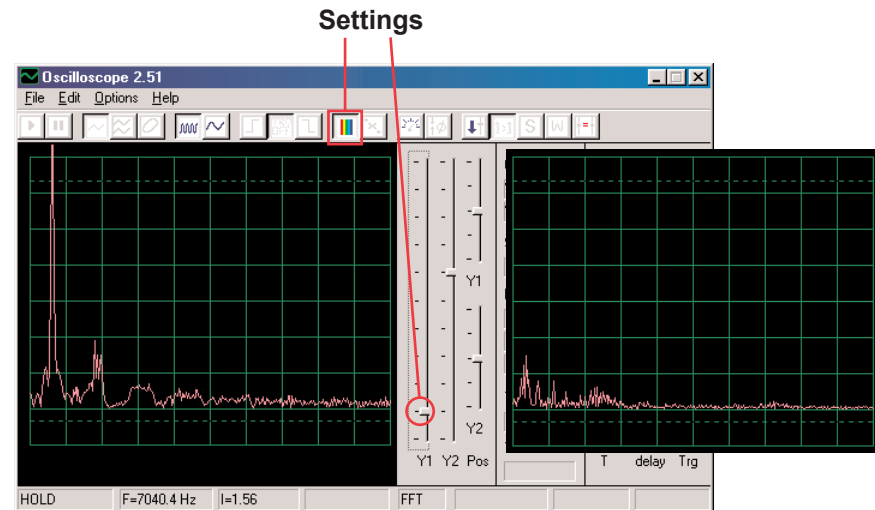 Settings
Oscilloscope 2.51
File Edit Options Help
Y1
Y2
Y1 Y2 Pos
T delay Trg
HOLD F=7040.4 Hz I=1.56 FFT